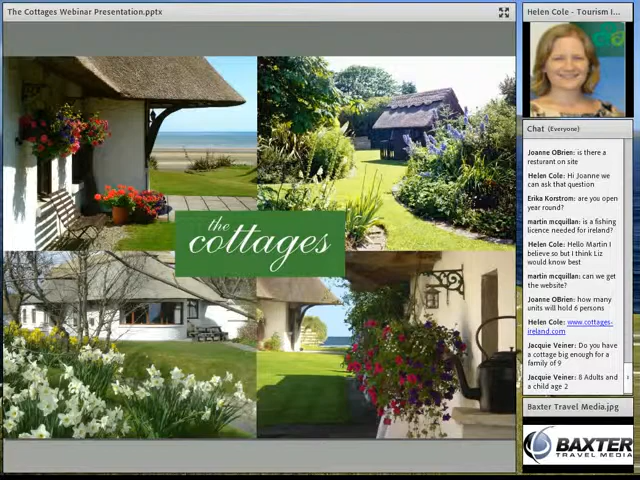 The Cottages Webinar Presentation.pptx
the
cottages
Helen Cole - Tourism I...
Chat (Everyone)
Joanne OBrien: is there a
resturant on site
Helen Cole: Hi Joanne we
can ask that question
Erika Korstrom: are you open
year round?
martin mcquillan: is a fishing
licence needed for ireland?
Helen Cole: Hello Martin I
believe so but I think Liz
would know best
martin mcquillan: can we get
the website?
Joanne OBrien: how many
units will hold 6 persons
Helen Cole: www.cottages-
ireland.com
Jacquie Veiner: Do you have
a cottage big enough for a
family of 9
Jacquie Veiner: 8 Adults and
a child age 2
Baxter Travel Media.jpg
BAXTER
TRAVEL MEDIA